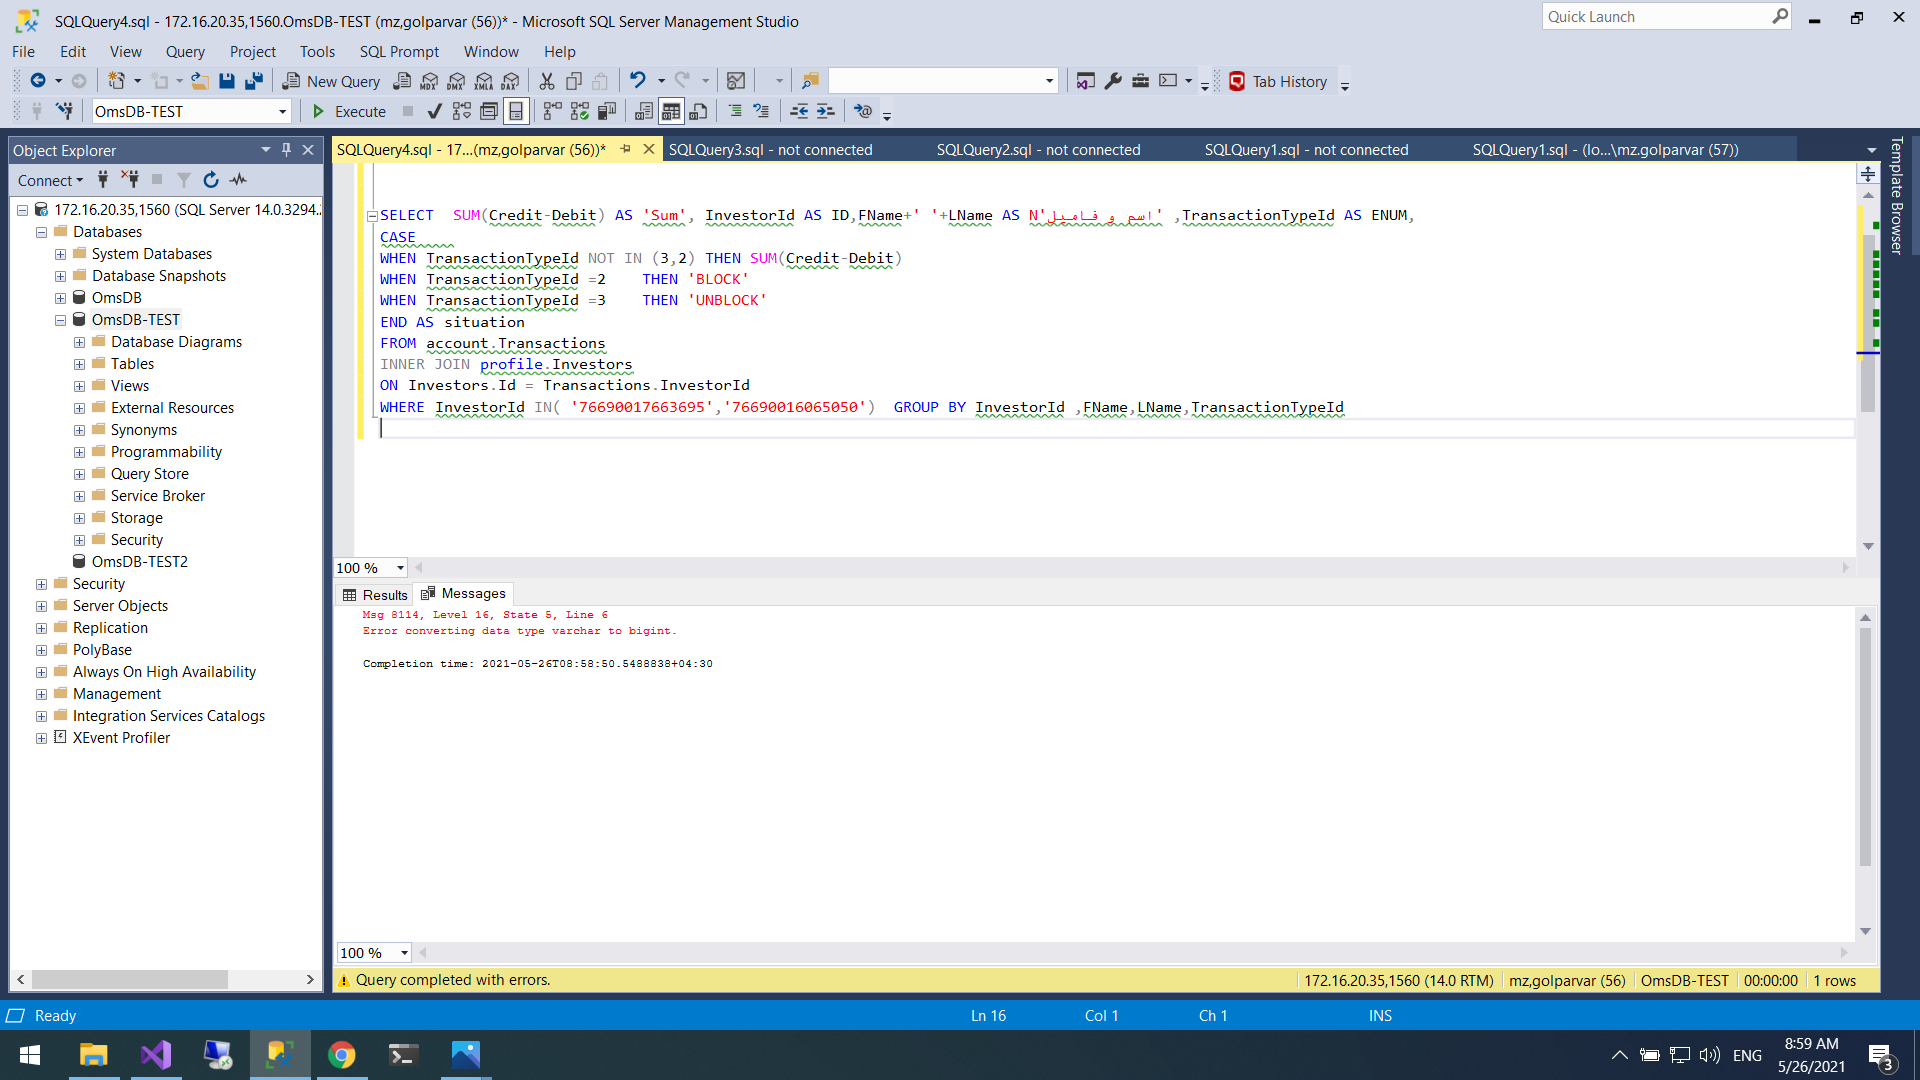 SQLQuery4.sql - 172.16.20.35,1560.OmsDB-TEST (mz,golparvar (56))* - Microsoft SQL Server Management Studio
Quick Launch
File Edit View Query Project Tools SQL Prompt Window Help
New Query
MDX DMX XMLA DAX
Tab History
OmsDB-TEST
Execute
Object Explorer
Connect
172.16.20.35,1560 (SQL Server 14.0.3294.
Databases
System Databases
Database Snapshots
OmsDB
OmsDB-TEST
Database Diagrams
Tables
Views
External Resources
Synonyms
Programmability
Query Store
Service Broker
Storage
Security
OmsDB-TEST2
Security
Server Objects
Replication
PolyBase
Always On High Availability
Management
Integration Services Catalogs
XEvent Profiler
SQLQuery4.sql - 17...(mz,golparvar (56))*
SQLQuery3.sql - not connected
SQLQuery2.sql - not connected
SQLQuery1.sql - not connected
SQLQuery1.sql - (lo...\mz.golparvar (57))
Template Browser
SELECT  SUM(Credit-Debit) AS 'Sum', InvestorId AS ID,FName+' '+LName AS N'اسم و فامیل' ,TransactionTypeId AS ENUM,
CASE
WHEN TransactionTypeId NOT IN (3,2) THEN SUM(Credit-Debit)
WHEN TransactionTypeId =2    THEN 'BLOCK'
WHEN TransactionTypeId =3    THEN 'UNBLOCK'
END AS situation
FROM account.Transactions
INNER JOIN profile.Investors
ON Investors.Id = Transactions.InvestorId
WHERE InvestorId IN( '76690017663695','76690016065050')  GROUP BY InvestorId ,FName,LName,TransactionTypeId
100 %
Results
Messages
Msg 8114, Level 16, State 5, Line 6
Error converting data type varchar to bigint.
Completion time: 2021-05-26T08:58:50.5488838+04:30
100 %
Query completed with errors.
172.16.20.35,1560 (14.0 RTM)
mz,golparvar (56)
OmsDB-TEST
00:00:00
1 rows
Ready
Ln 16
Col 1
Ch 1
INS
ENG
8:59 AM
5/26/2021
3